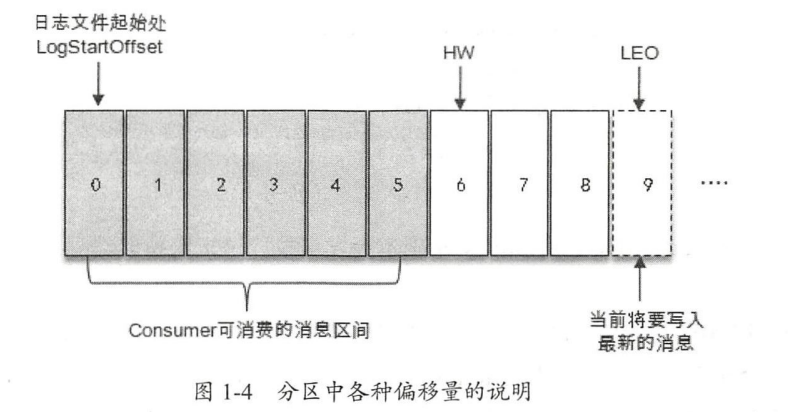 日志文件起始处
LogStartOffset
HW
LEO
0 1 2 3 4 5 6 7 8 9 ····
Consumer可消费的消息区间
当前将要写入
最新的消息
图 1-4 分区中各种偏移量的说明